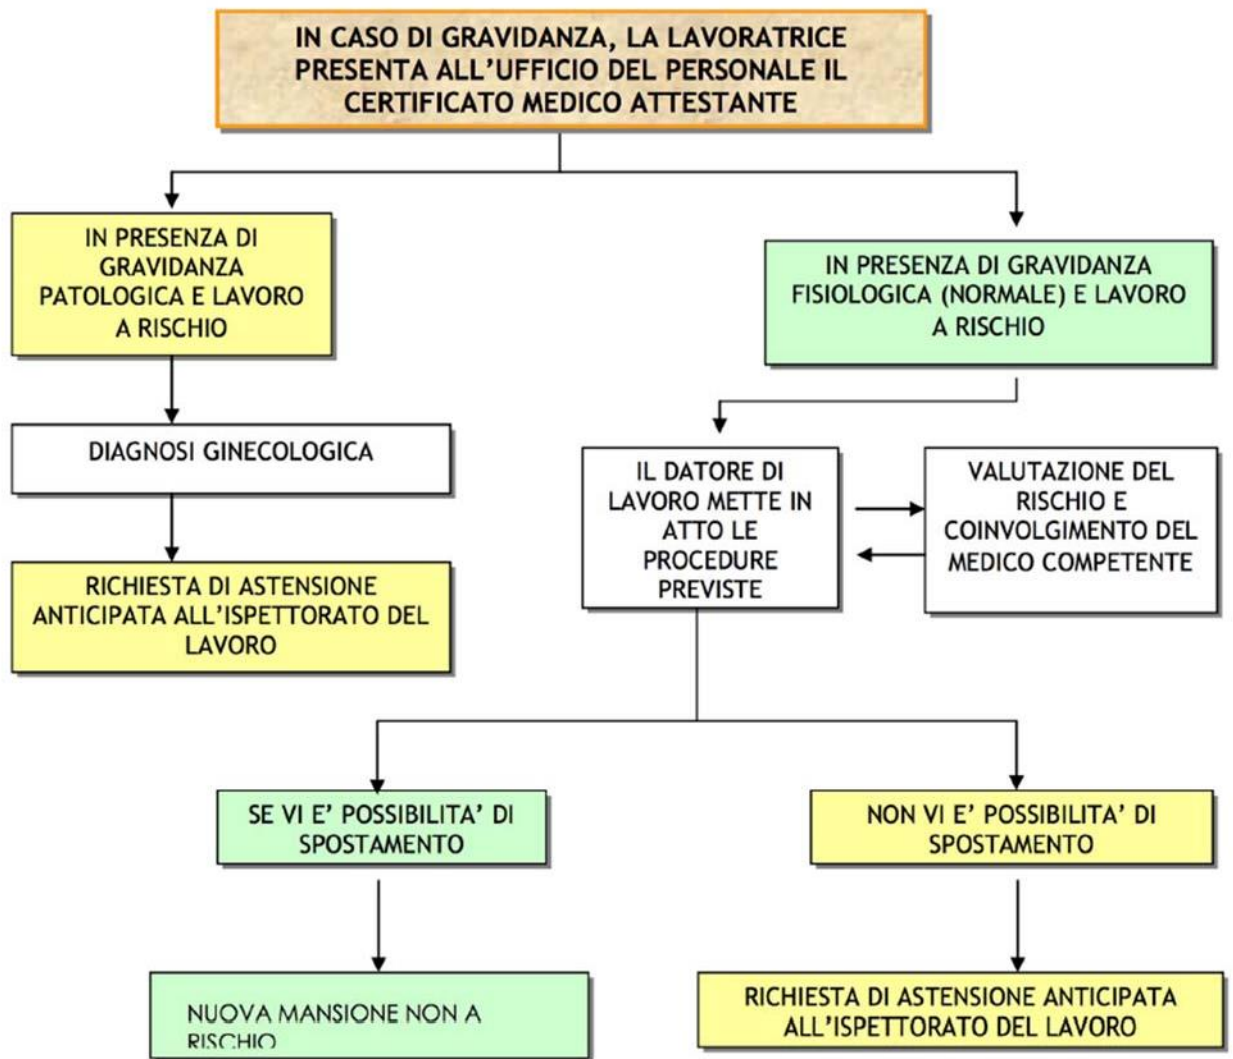 IN CASO DI GRAVIDANZA, LA LAVORATRICE
PRESENTA ALL'UFFICIO DEL PERSONALE IL
CERTIFICATO MEDICO ATTESTANTE
IN PRESENZA DI
GRAVIDANZA
PATOLOGICA E LAVORO
A RISCHIO
IN PRESENZA DI GRAVIDANZA
FISIOLOGICA (NORMALE) E LAVORO
A RISCHIO
DIAGNOSI GINECOLOGICA
IL DATORE DI
LAVORO METTE IN
ATTO LE
PROCEDURE
PREVISTE
VALUTAZIONE DEL
RISCHIO E
COINVOLGIMENTO DEL
MEDICO COMPETENTE
RICHIESTA DI ASTENSIONE
ANTICIPATA ALL'ISPETTORATO DEL
LAVORO
SE VI E' POSSIBILITA' DI
SPOSTAMENTO
NON VI E' POSSIBILITA' DI
SPOSTAMENTO
NUOVA MANSIONE NON A
RISCHIO
RICHIESTA DI ASTENSIONE ANTICIPATA
ALL'ISPETTORATO DEL LAVORO